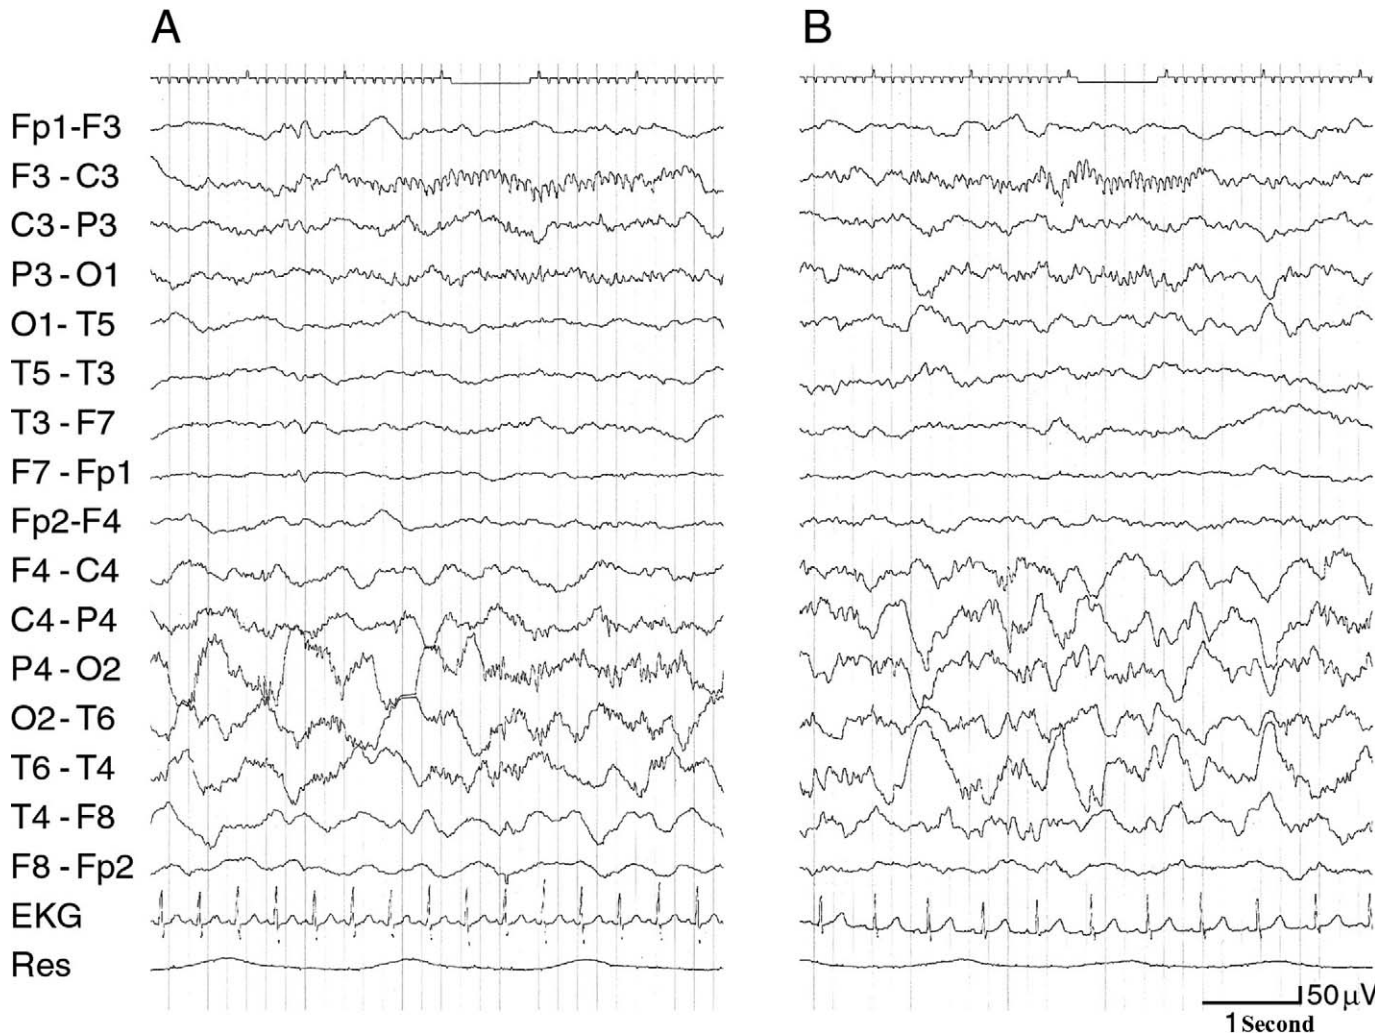 A B
Fp1-F3
F3 - C3
C3 - P3
P3 - O1
O1 - T5
T5 - T3
T3 - F7
F7 - Fp1
Fp2-F4
F4 - C4
C4 - P4
P4 - O2
O2 - T6
T6 - T4
T4 - F8
F8 - Fp2
EKG
Res
50 μV
1 Second